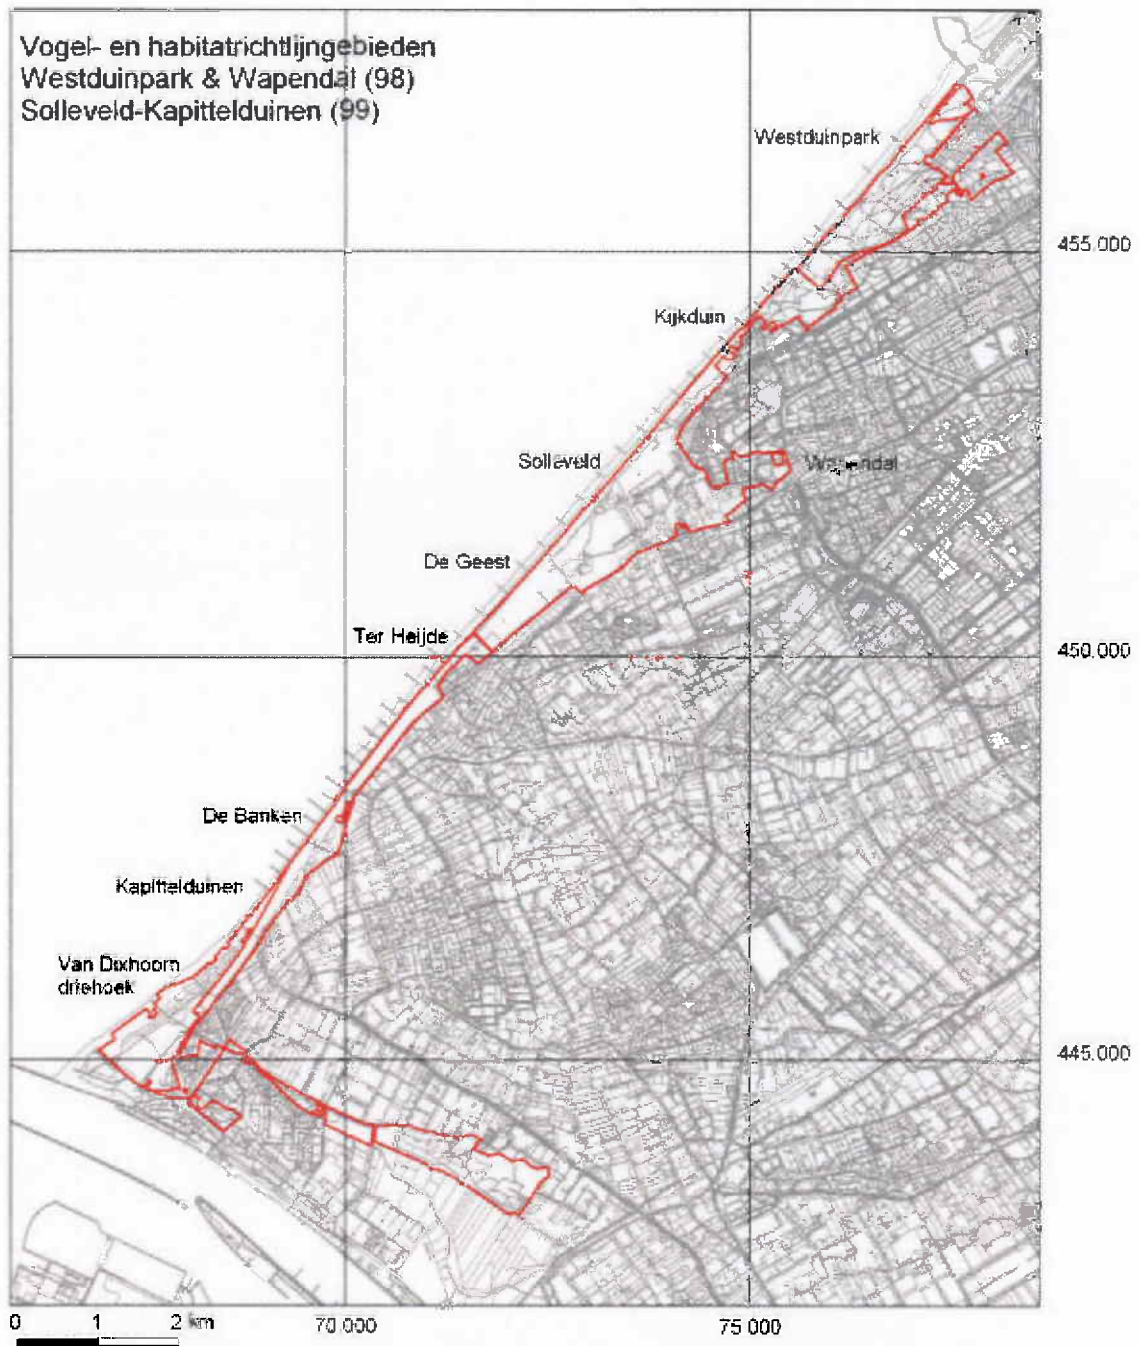 Vogel- en habitatrichtlijngebieden
Westduinpark & Wapendal (98)
Solleveld-Kapittelduinen (99)
Westduinpark
455.000
Kijkduin
Solleveld
Wapendal
De Geest
Ter Heijde
450.000
De Banken
Kapittelduinen
Van Dixhoorn
driehoek
445.000
0 1 2 km
70.000
75.000